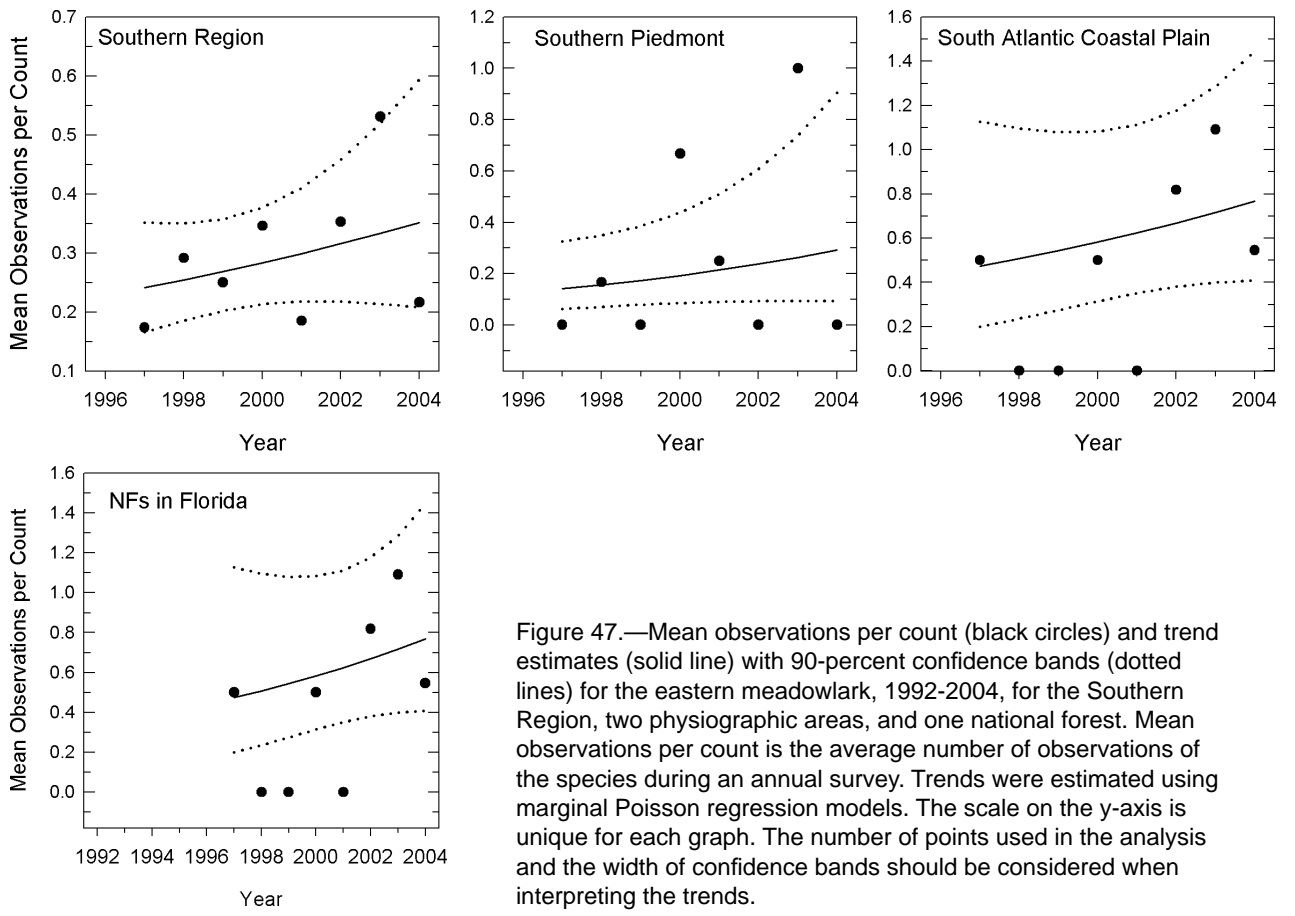 Southern Region
Mean Observations per Count
0.7
0.6
0.5
0.4
0.3
0.2
0.1
1996 1998 2000 2002 2004
Year
Southern Piedmont
1.2
1.0
0.8
0.6
0.4
0.2
0.0
1996 1998 2000 2002 2004
Year
South Atlantic Coastal Plain
1.6
1.4
1.2
1.0
0.8
0.6
0.4
0.2
0.0
1996 1998 2000 2002 2004
Year
NFs in Florida
Mean Observations per Count
1.6
1.4
1.2
1.0
0.8
0.6
0.4
0.2
0.0
1992 1994 1996 1998 2000 2002 2004
Year
Figure 47.—Mean observations per count (black circles) and trend
estimates (solid line) with 90-percent confidence bands (dotted
lines) for the eastern meadowlark, 1992-2004, for the Southern
Region, two physiographic areas, and one national forest. Mean
observations per count is the average number of observations of
the species during an annual survey. Trends were estimated using
marginal Poisson regression models. The scale on the y-axis is
unique for each graph. The number of points used in the analysis
and the width of confidence bands should be considered when
interpreting the trends.